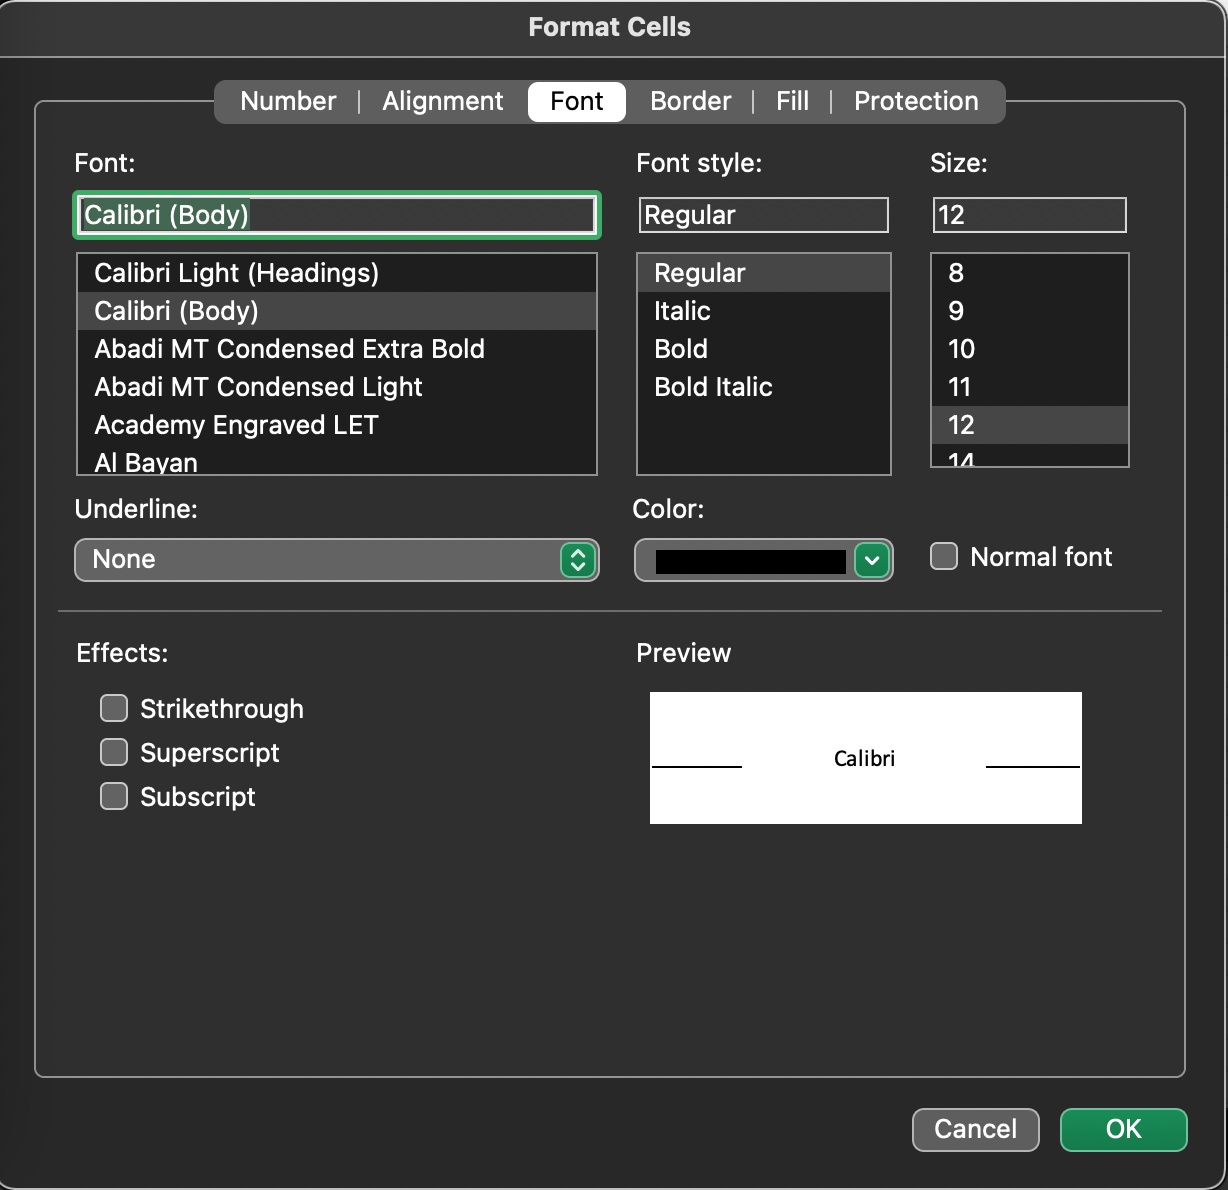 Format Cells
Number | Alignment Font Border | Fill | Protection
Font:
Font style:
Size:
Calibri (Body)
Regular
12
Calibri Light (Headings)
Calibri (Body)
Abadi MT Condensed Extra Bold
Abadi MT Condensed Light
Academy Engraved LET
Al Bayan
Regular
Italic
Bold
Bold Italic
8
9
10
11
12
14
Underline:
Color:
None
Normal font
Effects:
Strikethrough
Superscript
Subscript
Preview
Calibri
Cancel
OK